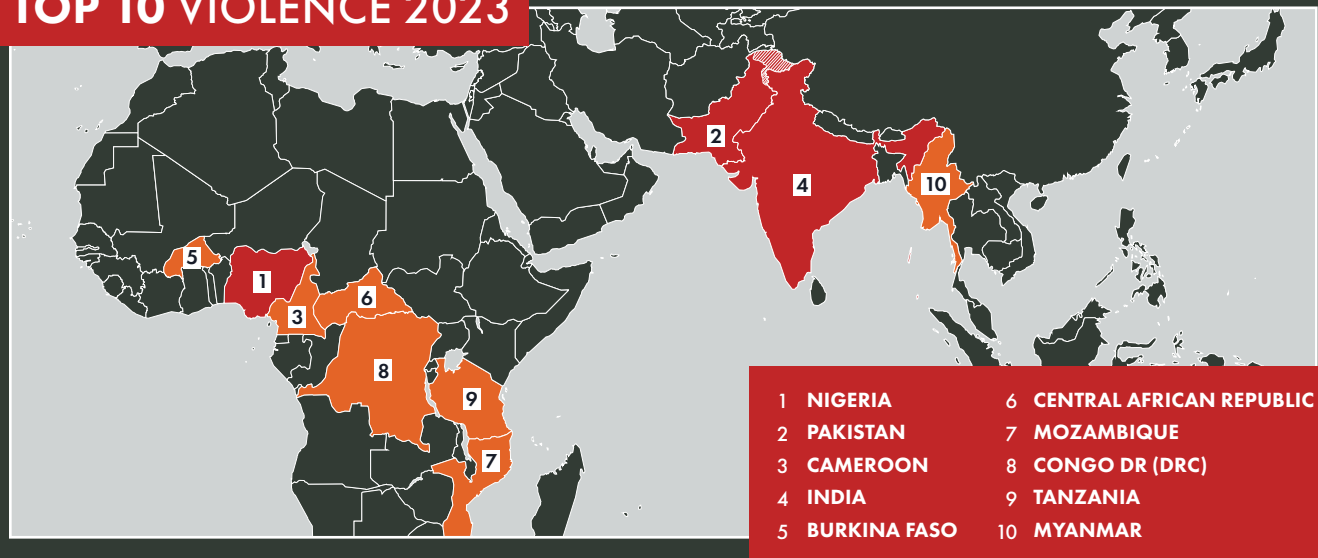 TOP 10 VIOLENCE 2023
2
4
10
5
1
6
3
8
9
7
1 NIGERIA
2 PAKISTAN
3 CAMEROON
4 INDIA
5 BURKINA FASO
6 CENTRAL AFRICAN REPUBLIC
7 MOZAMBIQUE
8 CONGO DR (DRC)
9 TANZANIA
10 MYANMAR